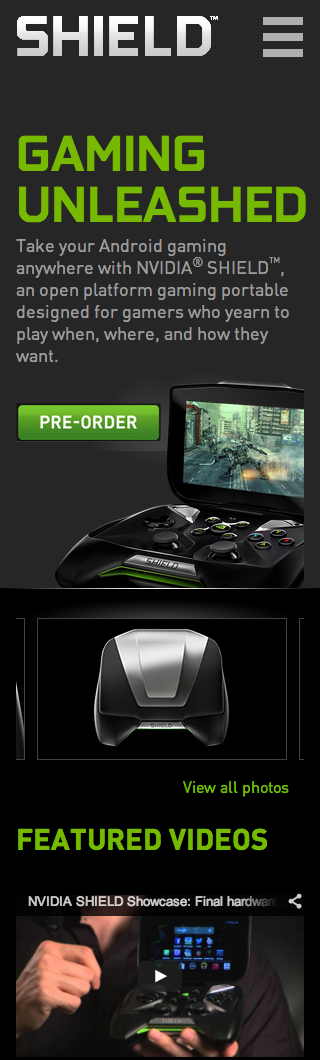 SHIELD™
GAMING
UNLEASHED
Take your Android gaming
anywhere with NVIDIA® SHIELD™,
an open platform gaming portable
designed for gamers who yearn to
play when, where, and how they
want.
PRE-ORDER
SHIELD
SHIELD
View all photos
FEATURED VIDEOS
NVIDIA SHIELD Showcase: Final hardware